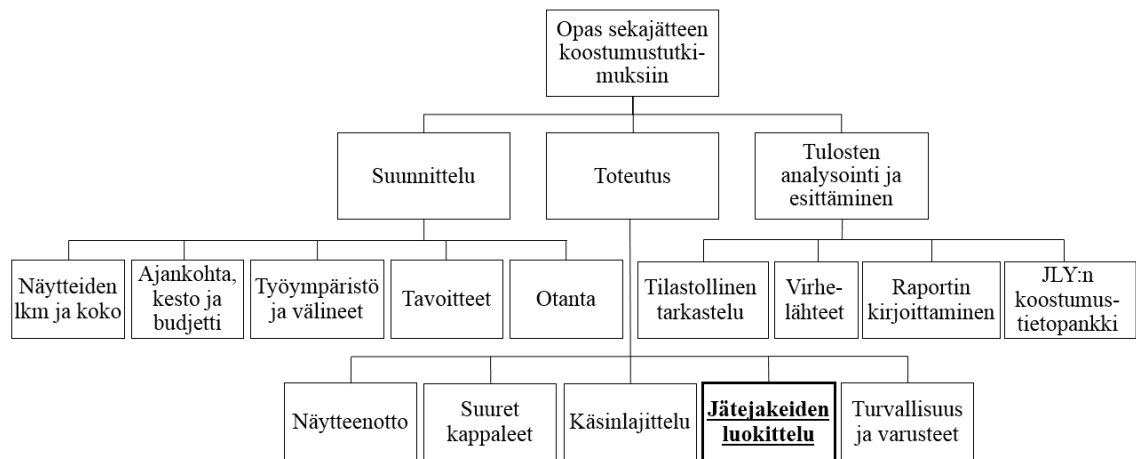 Opas sekajätteen
koostumustutki-
muksiin
Suunnittelu
Toteutus
Tulosten
analysointi ja
esittäminen
Näytteiden
lkm ja koko
Ajankohta,
kesto ja
budjetti
Työympäristö
ja välineet
Tavoitteet
Otanta
Tilastollinen
tarkastelu
Virhe-
lähteet
Raportin
kirjoittaminen
JLY:n
koostumus-
tietopankki
Näytteenotto
Suuret
kappaleet
Käsinlajittelu
Jätejakeiden
luokittelu
Turvallisuus
ja varusteet